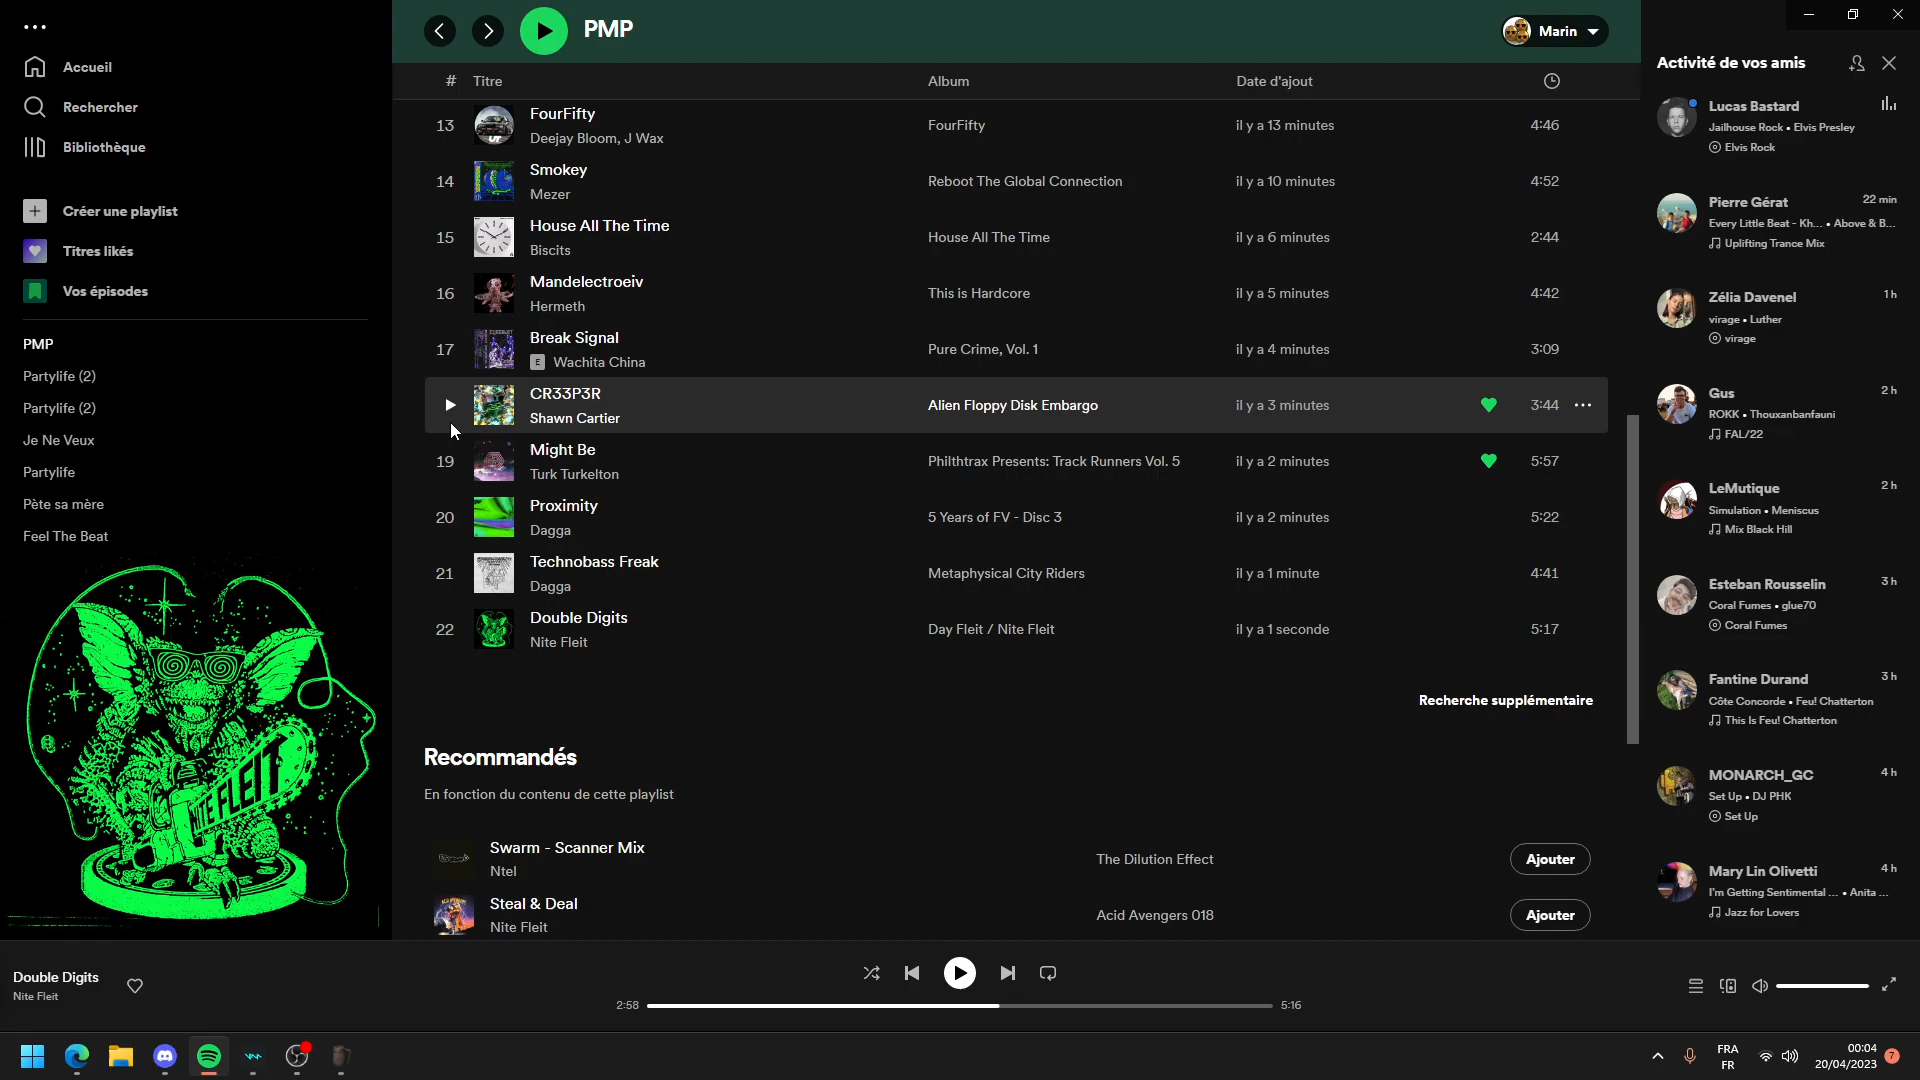 PMP
Marin
Accueil
Rechercher
Bibliothèque
Créer une playlist
Titres likés
Vos épisodes
PMP
Partylife (2)
Partylife (2)
Je Ne Veux
Partylife
Pète sa mère
Feel The Beat
NITE FLEIT
# Titre Album Date d'ajout
13 FourFifty FourFifty il y a 13 minutes 4:46
Deejay Bloom, J Wax
14 Smokey Reboot The Global Connection il y a 10 minutes 4:52
Mezer
15 House All The Time House All The Time il y a 6 minutes 2:44
Biscits
16 Mandelectroeiv This is Hardcore il y a 5 minutes 4:42
Hermeth
17 Break Signal Pure Crime, Vol. 1 il y a 4 minutes 3:09
E Wachita China
CR33P3R Alien Floppy Disk Embargo il y a 3 minutes 3:44
Shawn Cartier
19 Might Be Philthtrax Presents: Track Runners Vol. 5 il y a 2 minutes 5:57
Turk Turkelton
20 Proximity 5 Years of FV - Disc 3 il y a 2 minutes 5:22
Dagga
21 Technobass Freak Metaphysical City Riders il y a 1 minute 4:41
Dagga
22 Double Digits Day Fleit / Nite Fleit il y a 1 seconde 5:17
Nite Fleit
Recherche supplémentaire
Recommandés
En fonction du contenu de cette playlist
Swarm - Scanner Mix The Dilution Effect Ajouter
Ntel
Steal & Deal Acid Avengers 018 Ajouter
Nite Fleit
Activité de vos amis
Lucas Bastard
Jailhouse Rock • Elvis Presley
Elvis Rock
Pierre Gérat 22 min
Every Little Beat - Kh... • Above & B...
Uplifting Trance Mix
Zélia Davenel 1 h
virage • Luther
virage
Gus 2 h
ROKK • Thouxanbanfauni
FAL/22
LeMutique 2 h
Simulation • Meniscus
Mix Black Hill
Esteban Rousselin 3 h
Coral Fumes • glue70
Coral Fumes
Fantine Durand 3 h
Côte Concorde • Feu! Chatterton
This Is Feu! Chatterton
MONARCH_GC 4 h
Set Up • DJ PHK
Set Up
Mary Lin Olivetti 4 h
I'm Getting Sentimental ... • Anita ...
Jazz for Lovers
Double Digits
Nite Fleit
2:58 5:16
FRA
FR
00:04
20/04/2023
7